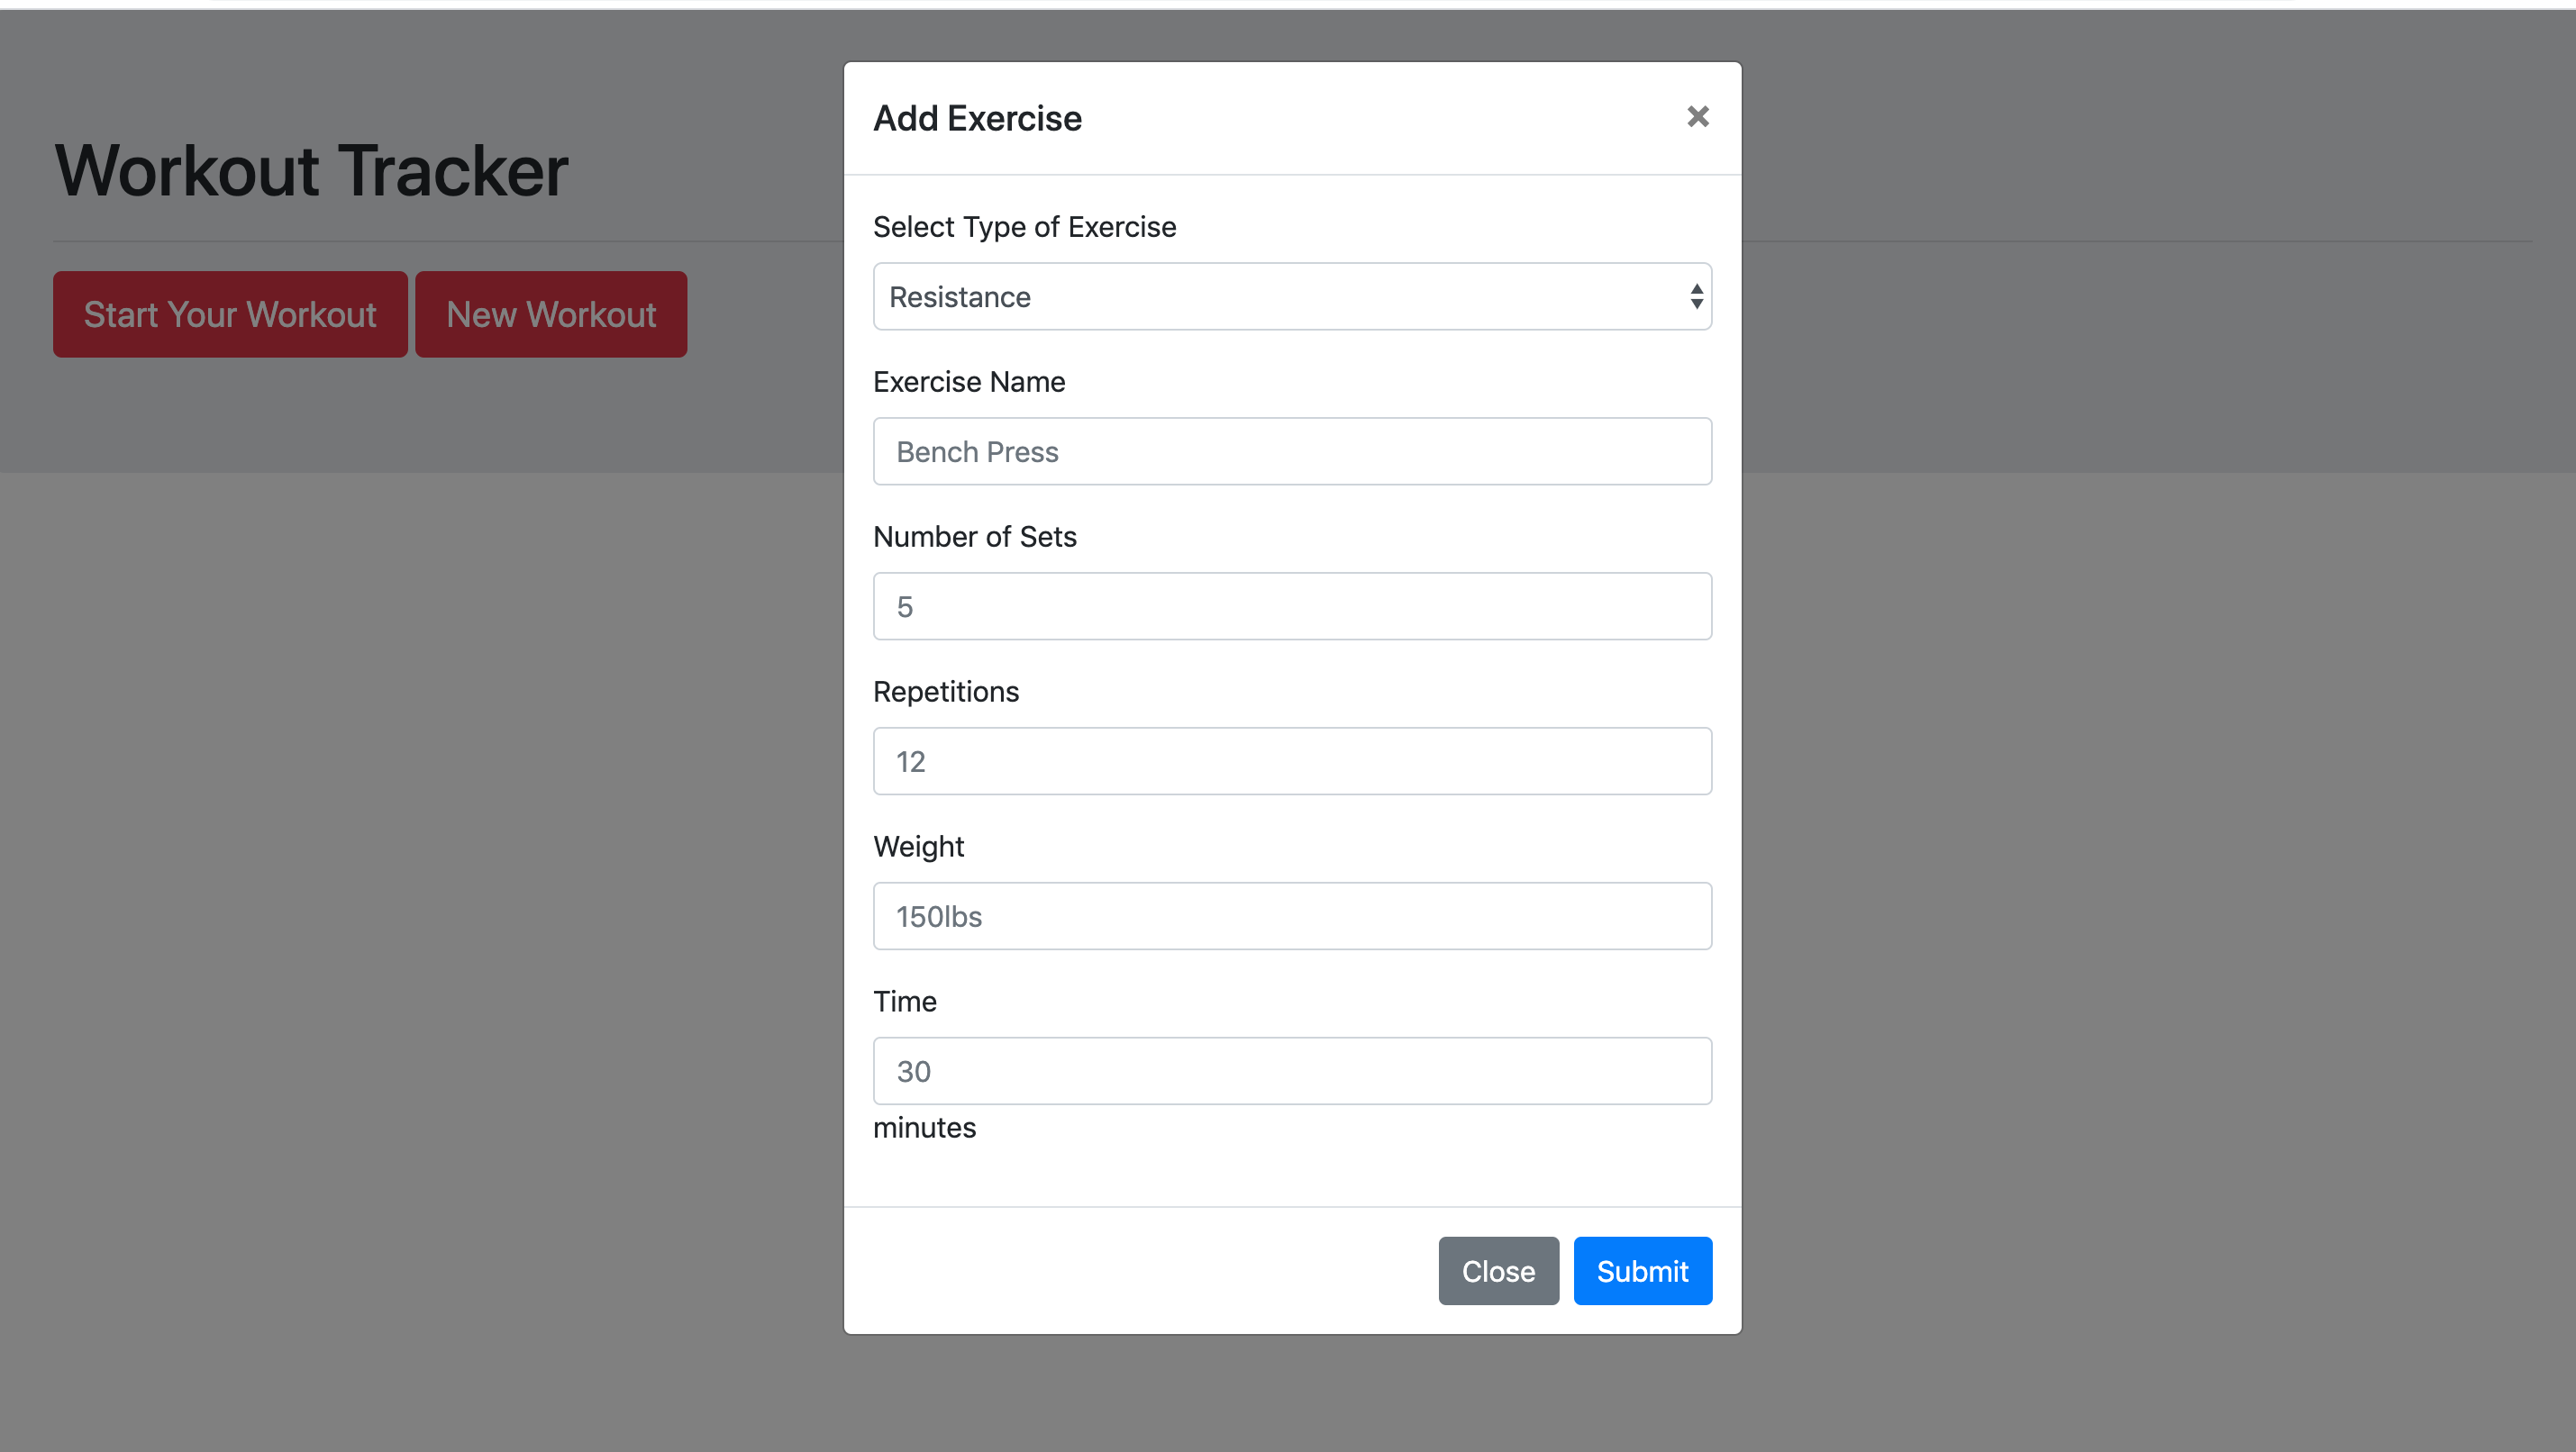 Workout Tracker
Start Your Workout
New Workout
Add Exercise
×
Select Type of Exercise
Resistance
Exercise Name
Bench Press
Number of Sets
5
Repetitions
12
Weight
150lbs
Time
30
minutes
Close
Submit